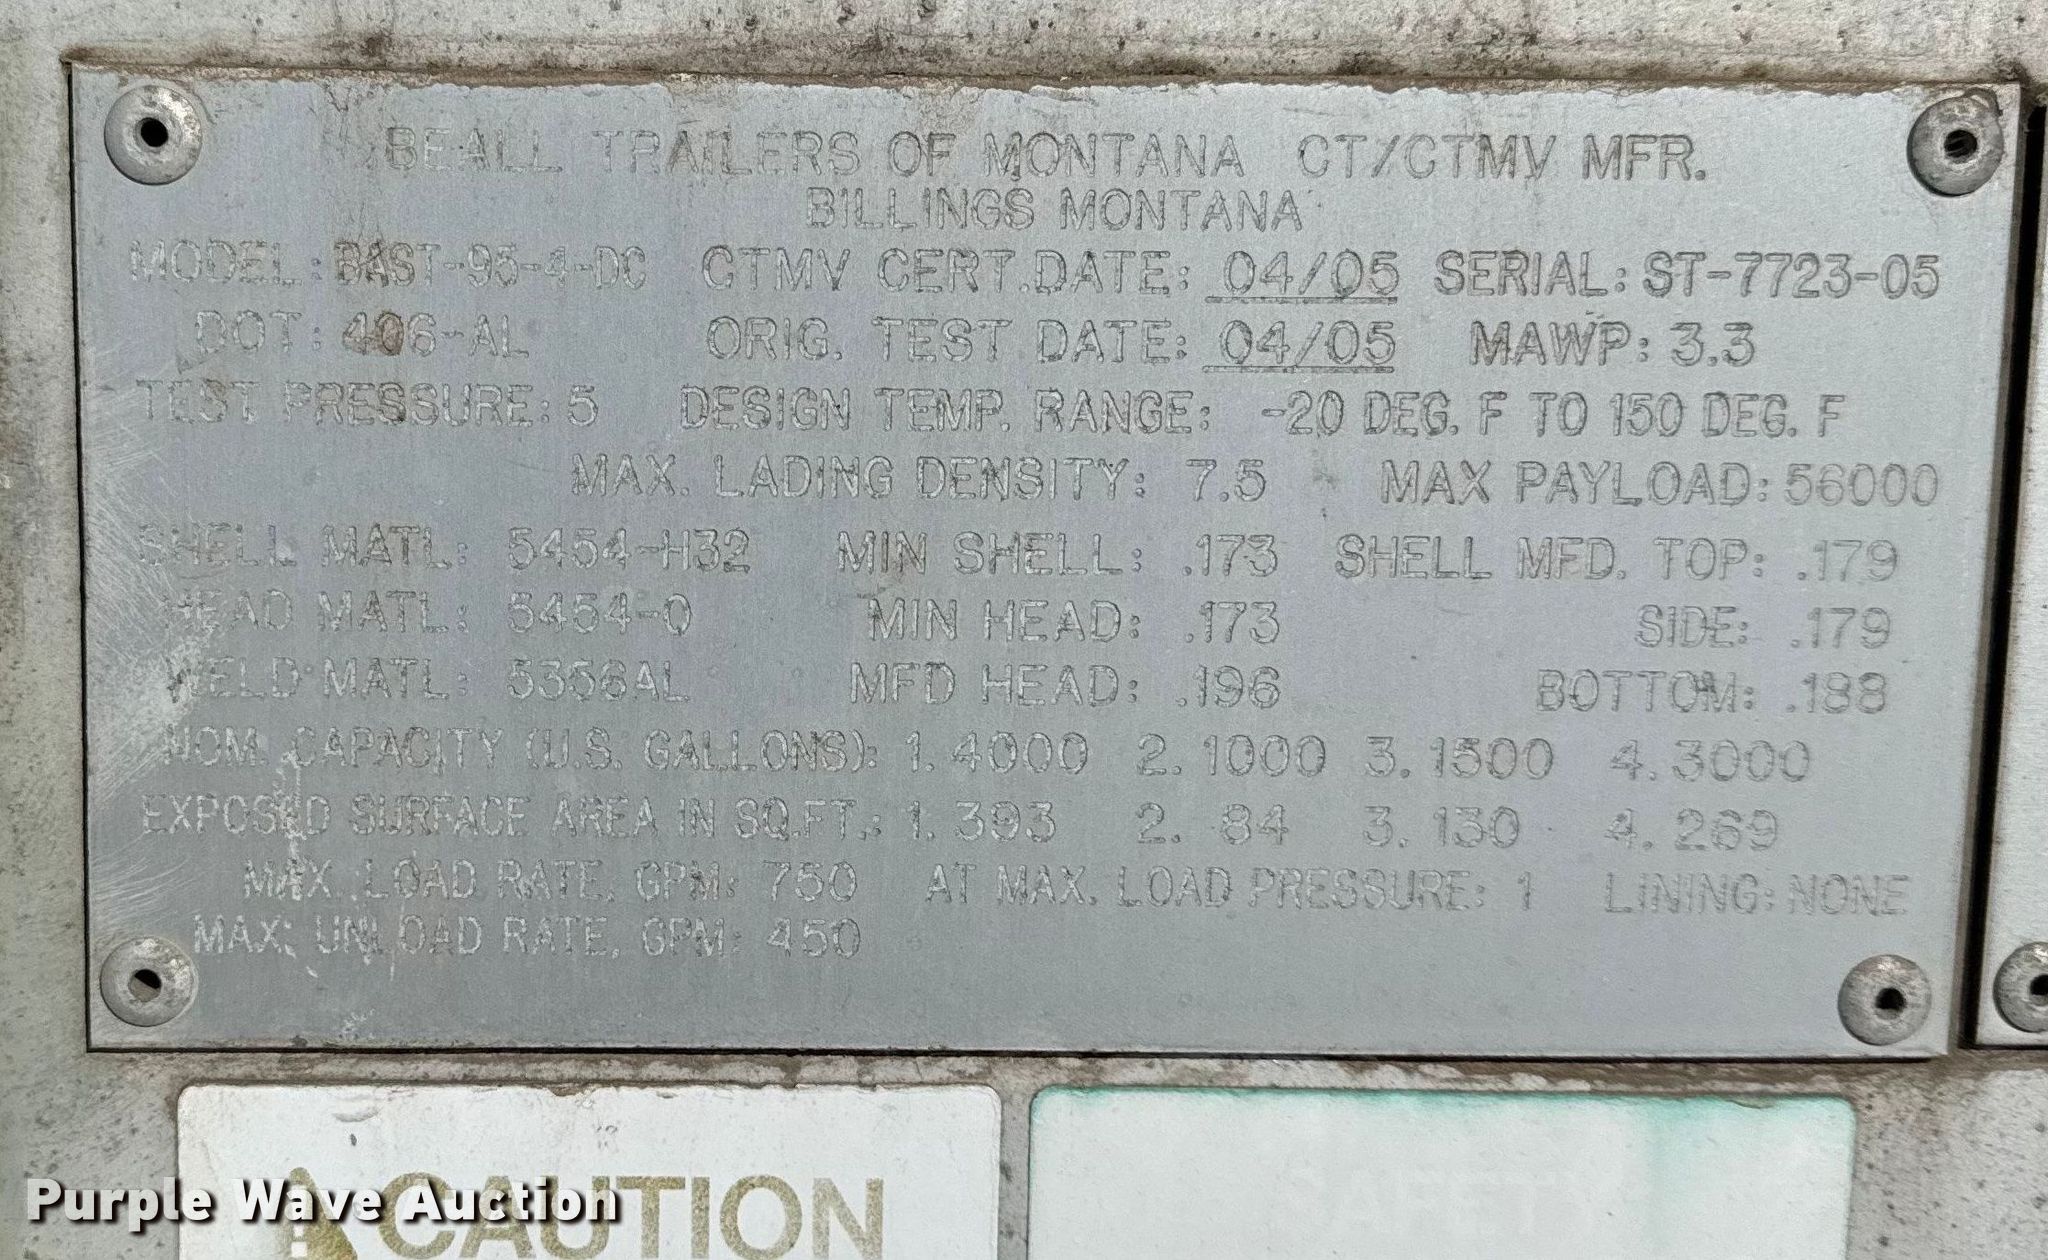 BEALL TRAILERS OF MONTANA CT/CTMV MFR.
BILLINGS MONTANA
MODEL: BAST-95-4-DC CTMV CERT.DATE: 04/05 SERIAL: ST-7723-05
DOT: 406-AL ORIG. TEST DATE: 04/05 MAWP: 3.3
TEST PRESSURE: 5 DESIGN TEMP. RANGE: -20 DEG. F TO 150 DEG. F
MAX. LADING DENSITY: 7.5 MAX PAYLOAD: 56000
SHELL MATL: 5454-H32 MIN SHELL: .173 SHELL MFD. TOP: .179
HEAD MATL: 5454-0 MIN HEAD: .173 SIDE: .179
WELD MATL: 5356AL MFD HEAD: .196 BOTTOM: .188
NOM. CAPACITY (U.S. GALLONS): 1. 4000 2. 1000 3. 1500 4. 3000
EXPOSED SURFACE AREA IN SQ.FT.: 1. 393 2. 84 3. 130 4. 269
MAX. LOAD RATE, GPM: 750 AT MAX. LOAD PRESSURE: 1 LINING: NONE
MAX. UNLOAD RATE, GPM: 450
CAUTION
SAFETY
Purple Wave Auction